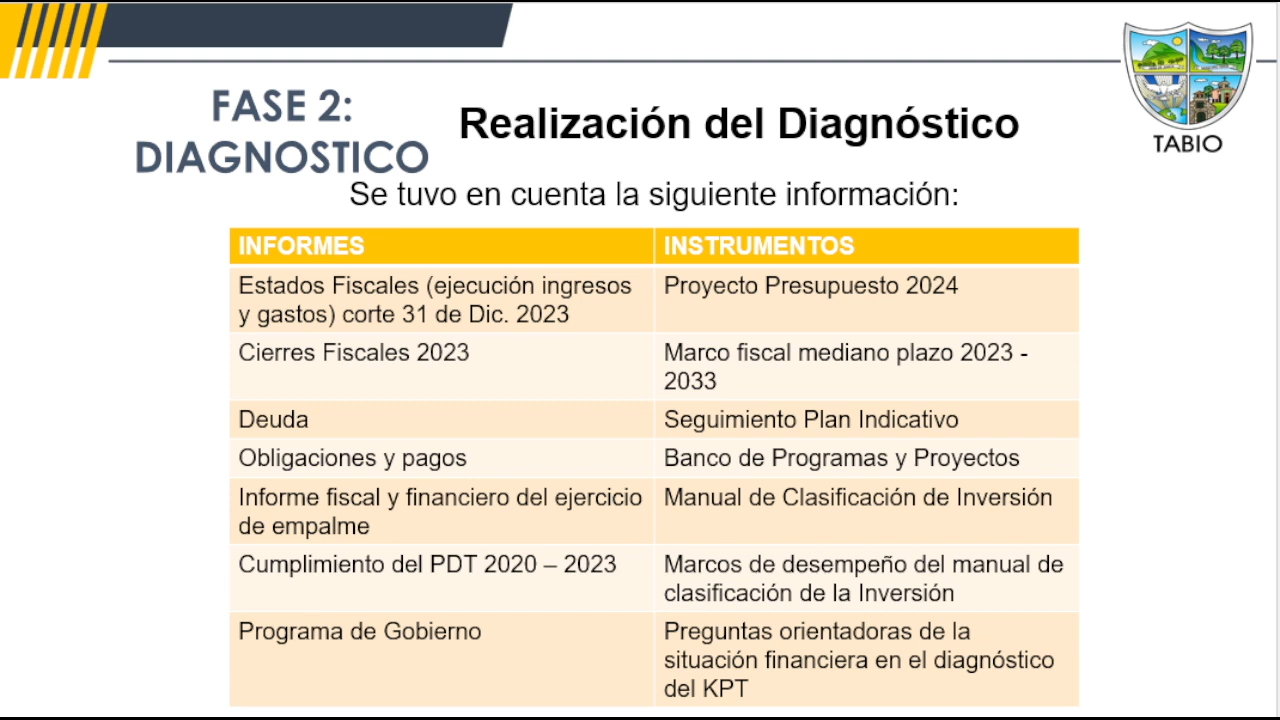 FASE 2:
DIAGNOSTICO
Realización del Diagnóstico
TABIO
Se tuvo en cuenta la siguiente información:
INFORMES
INSTRUMENTOS
Estados Fiscales (ejecución ingresos
y gastos) corte 31 de Dic. 2023
Proyecto Presupuesto 2024
Cierres Fiscales 2023
Marco fiscal mediano plazo 2023 -
2033
Deuda
Seguimiento Plan Indicativo
Obligaciones y pagos
Banco de Programas y Proyectos
Informe fiscal y financiero del ejercicio
de empalme
Manual de Clasificación de Inversión
Cumplimiento del PDT 2020 – 2023
Marcos de desempeño del manual de
clasificación de la Inversión
Programa de Gobierno
Preguntas orientadoras de la
situación financiera en el diagnóstico
del KPT